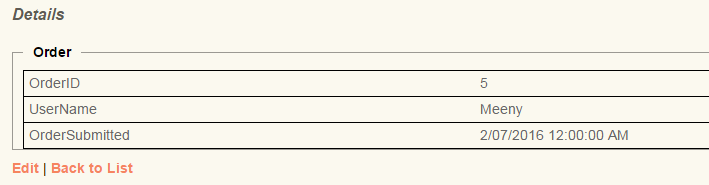 Details
Order
OrderID 5
UserName Meeny
OrderSubmitted 2/07/2016 12:00:00 AM
Edit | Back to List